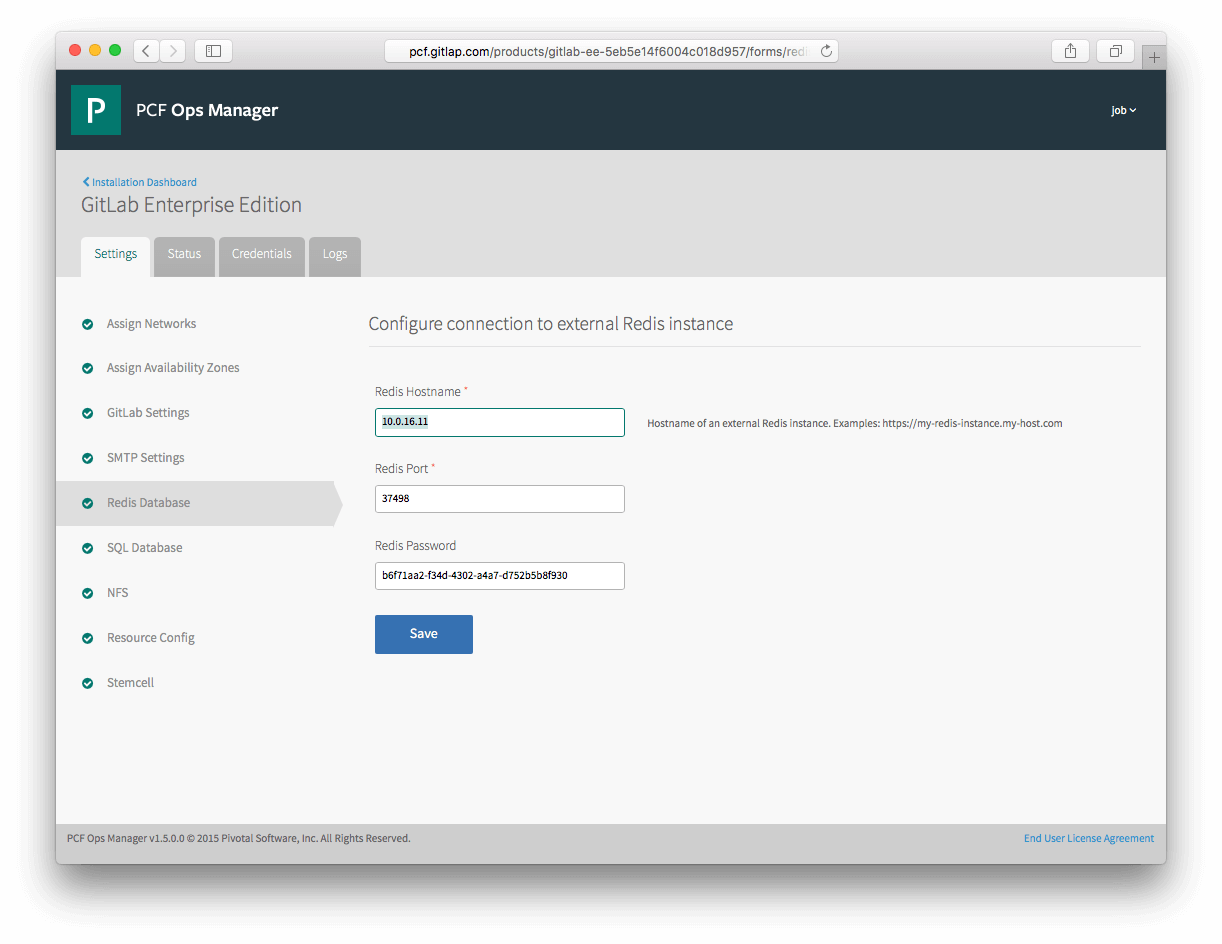 pcf.gitlap.com/products/gitlab-ee-5eb5e14f6004c018d957/forms/redi
P
PCF Ops Manager
job
Installation Dashboard
GitLab Enterprise Edition
Settings
Status
Credentials
Logs
Assign Networks
Assign Availability Zones
GitLab Settings
SMTP Settings
Redis Database
SQL Database
NFS
Resource Config
Stemcell
Configure connection to external Redis instance
Redis Hostname *
10.0.16.11
Hostname of an external Redis instance. Examples: https://my-redis-instance.my-host.com
Redis Port *
37498
Redis Password
b6f71aa2-f34d-4302-a4a7-d752b5b8f930
Save
PCF Ops Manager v1.5.0.0 © 2015 Pivotal Software, Inc. All Rights Reserved.
End User License Agreement